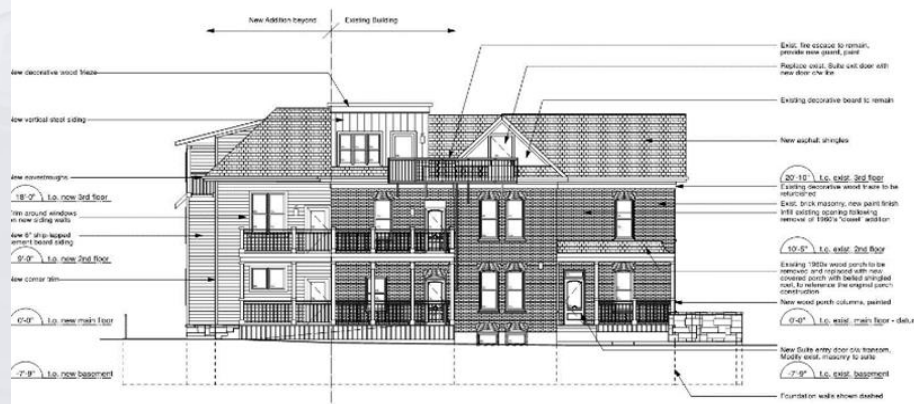 New Addition beyond
Existing Building
New decorative wood frieze
New vertical steel siding
New eavestroughs
18'-0" t.o. new 3rd floor
Trim around windows
on new siding walls
New 6" ship-lapped
cement board siding
9'-0" t.o. new 2nd floor
New corner trim
0'-0" t.o. new main floor
-7'-9" t.o. new basement
Exist. fire escape to remain,
provide new guard, paint
Replace exist. Suite exit door with
new door c/w lite
Existing decorative board to remain
New asphalt shingles
20'-10" t.o. exist. 3rd floor
Existing decorative wood frieze to be
refurbished
Exist. brick masonry, new paint finish
Infill existing opening following
removal of 1960's "closet" addition
10'-5" t.o. exist. 2nd floor
Existing 1980s wood porch to be
removed and replaced with new
covered porch with belled shingled
roof, to reference the original porch
construction
New wood porch columns, painted
0'-0" t.o. exist. main floor - datum
New Suite entry door c/w transom,
Modify exist. masonry to suite
-7'-9" t.o. exist. basement
Foundation walls shown dashed